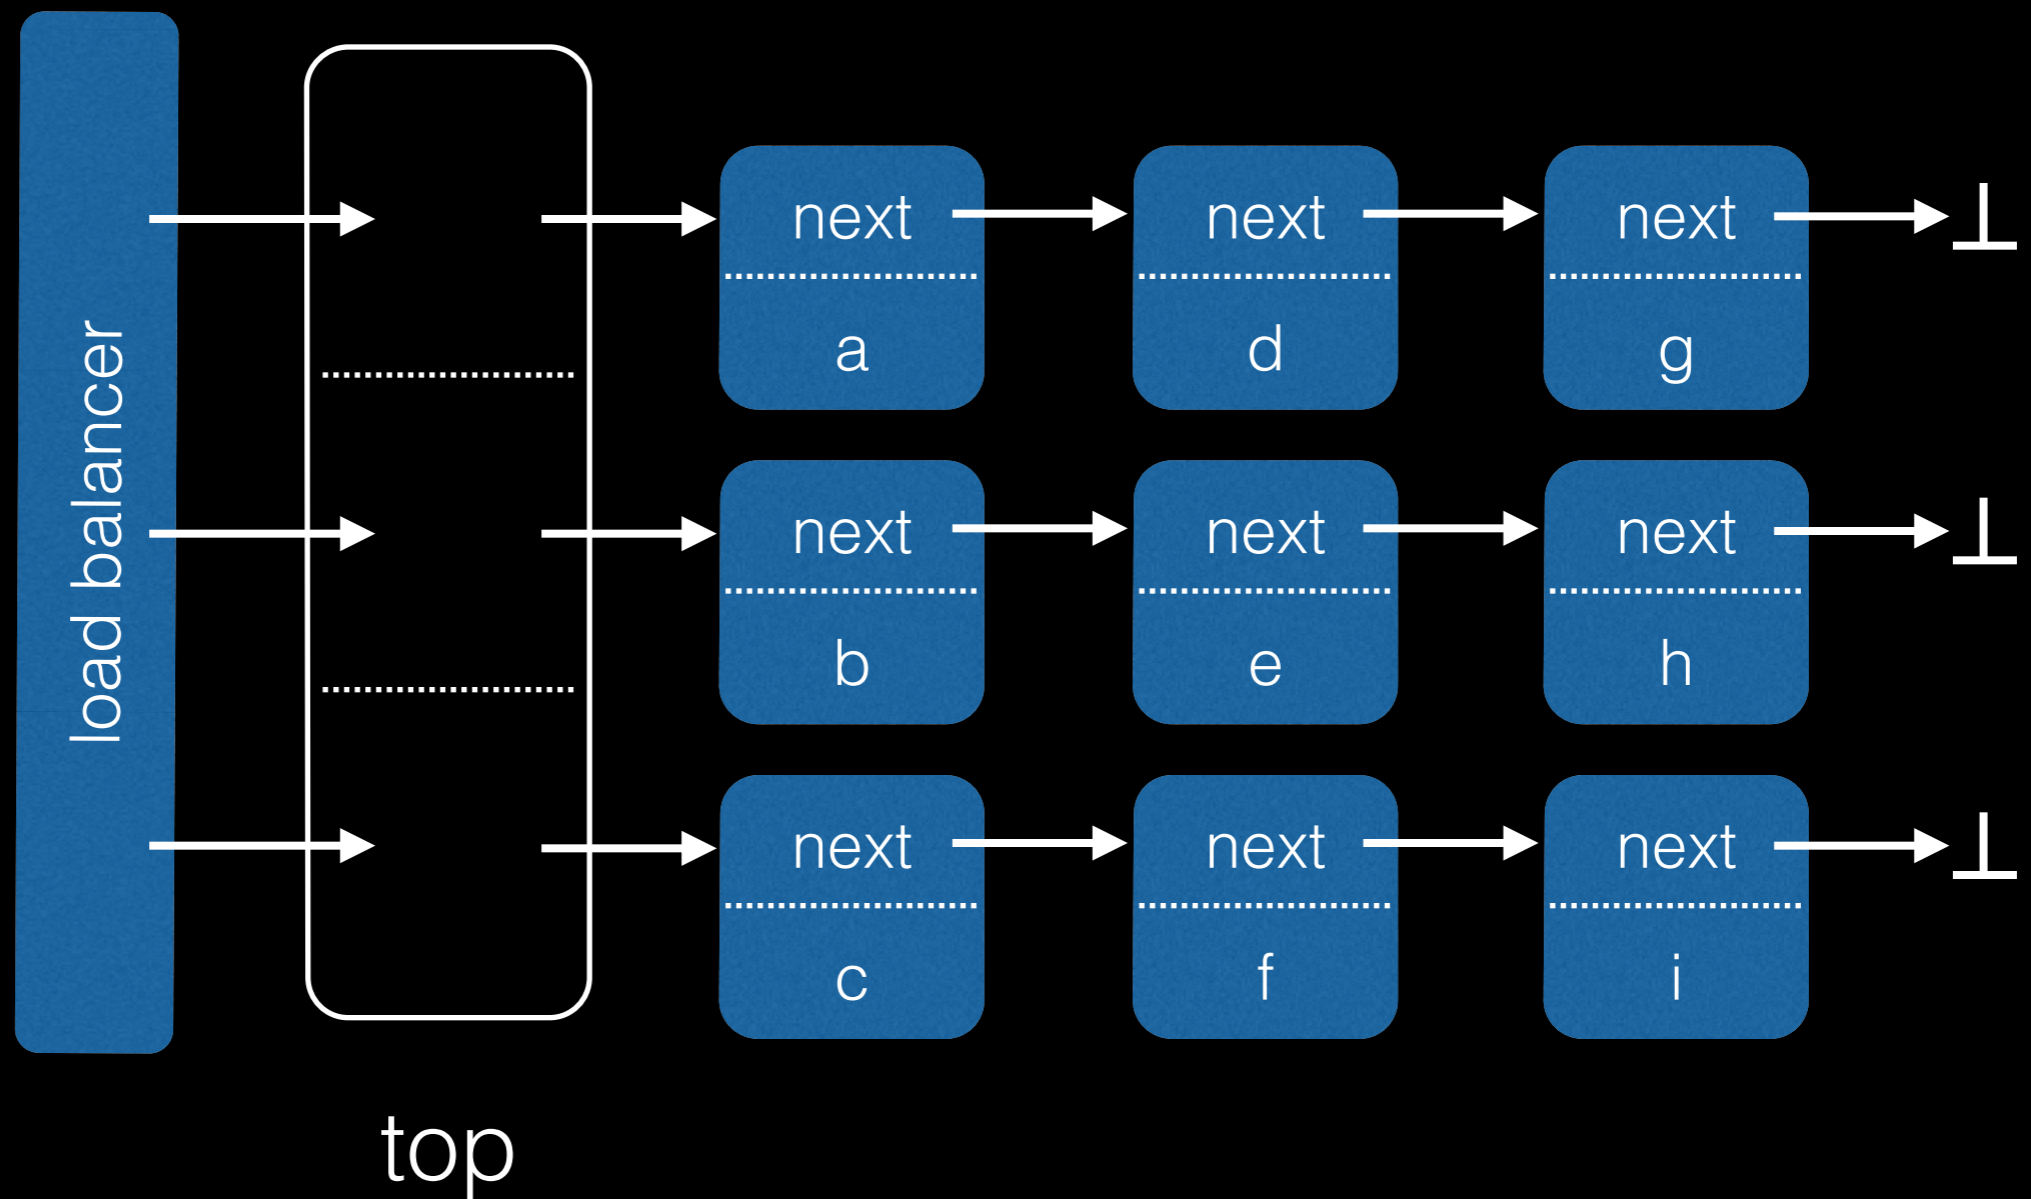 load balancer
next next next ⊥
a d g
next next next ⊥
b e h
next next next ⊥
c f i
top